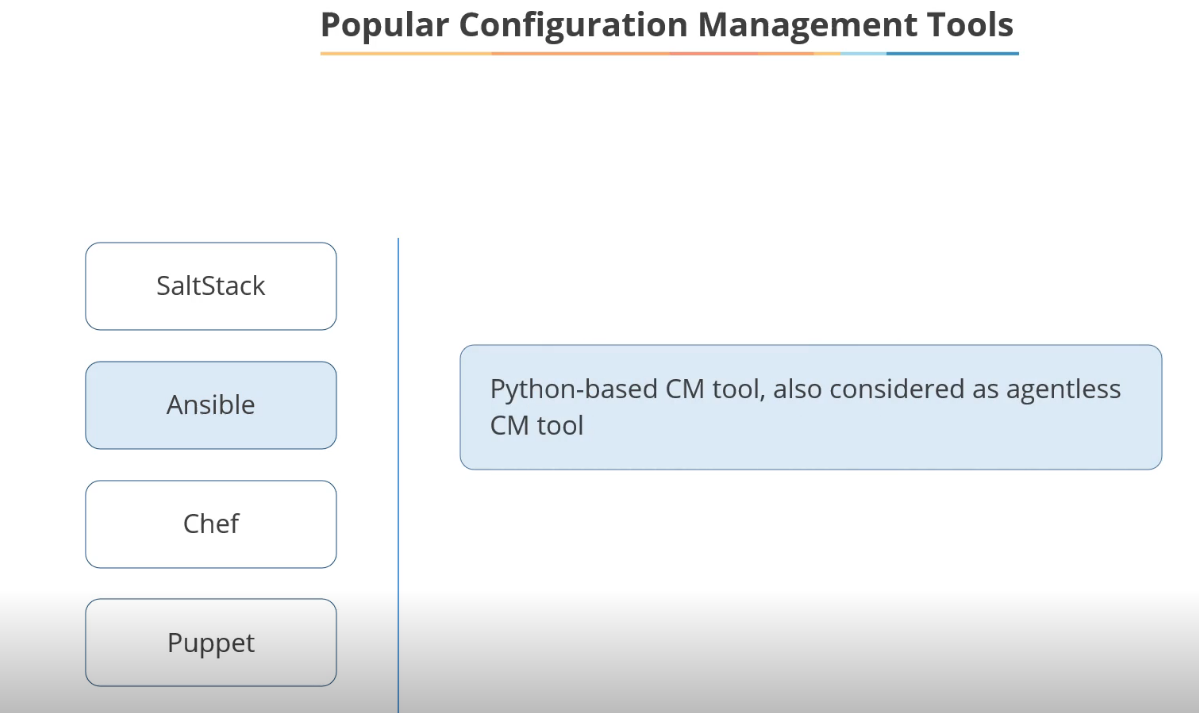 Popular Configuration Management Tools
SaltStack
Ansible
Chef
Puppet
Python-based CM tool, also considered as agentless
CM tool